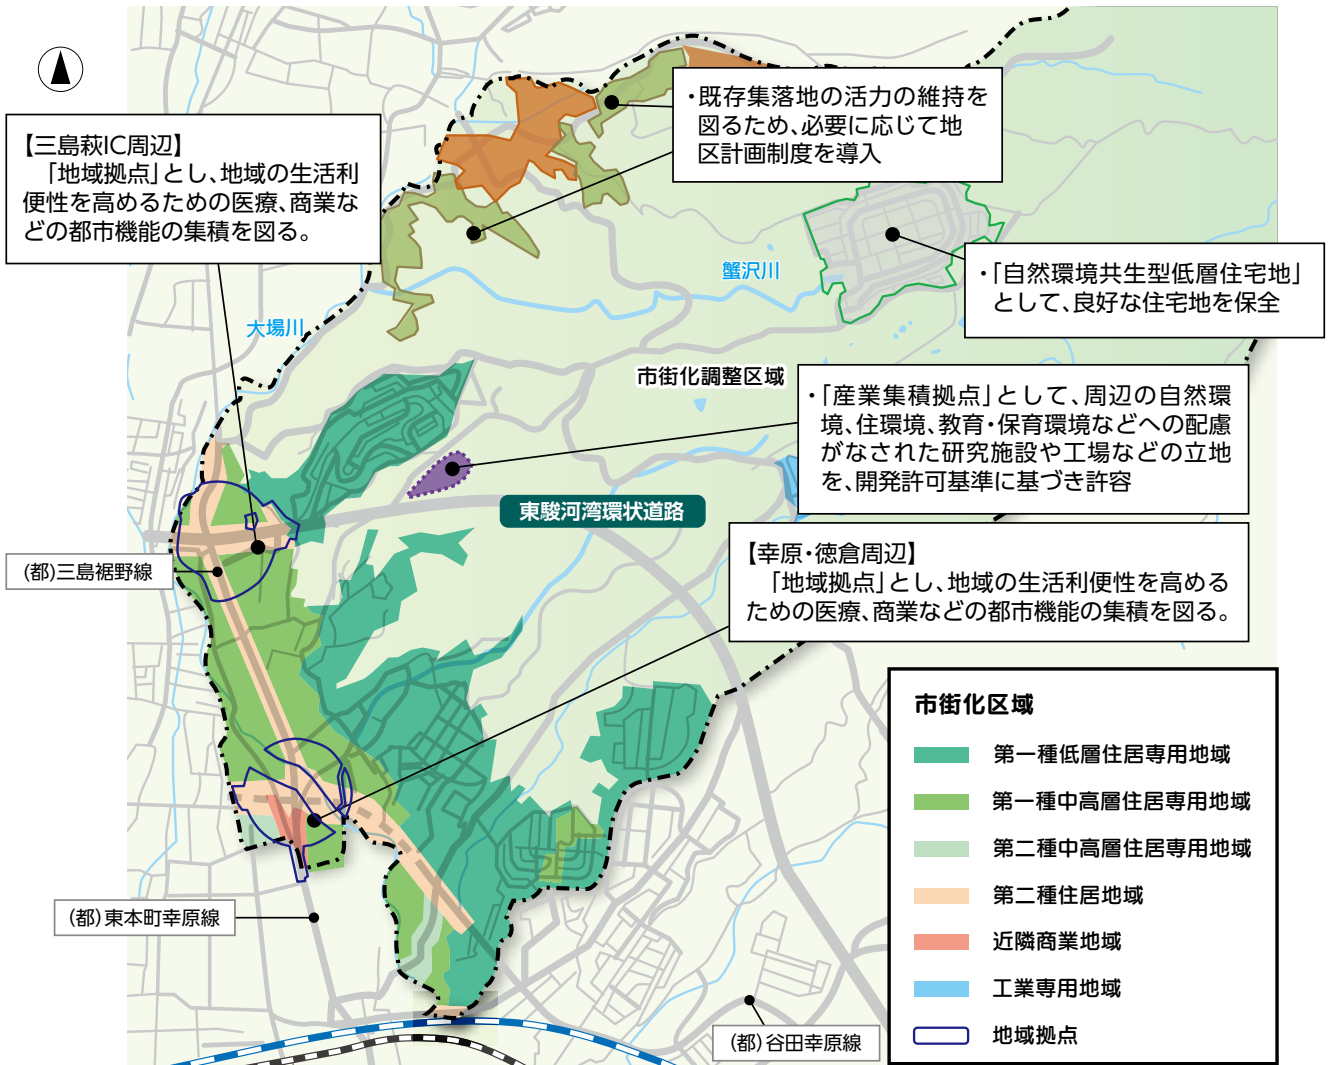 ・既存集落地の活力の維持を
図るため、必要に応じて地
区計画制度を導入
【三島萩IC周辺】
「地域拠点」とし、地域の生活利
便性を高めるための医療、商業な
どの都市機能の集積を図る。
・「自然環境共生型低層住宅地」
として、良好な住宅地を保全
蟹沢川
大場川
市街化調整区域
・「産業集積拠点」として、周辺の自然環
境、住環境、教育・保育環境などへの配慮
がなされた研究施設や工場などの立地
を、開発許可基準に基づき許容
東駿河湾環状道路
【幸原・徳倉周辺】
「地域拠点」とし、地域の生活利便性を高める
ための医療、商業などの都市機能の集積を図る。
(都)三島裾野線
(都)東本町幸原線
(都)谷田幸原線
市街化区域
第一種低層住居専用地域
第一種中高層住居専用地域
第二種中高層住居専用地域
第二種住居地域
近隣商業地域
工業専用地域
地域拠点